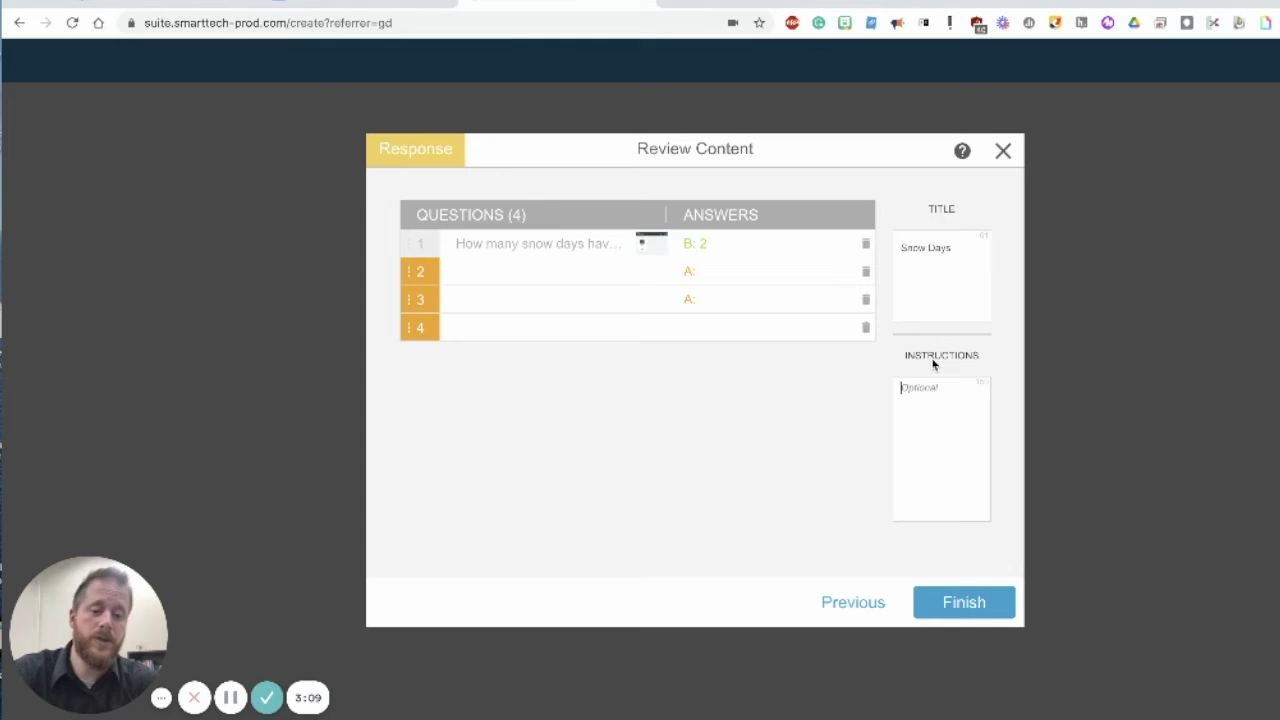 suite.smarttech-prod.com/create?referrer=gd
Response
Review Content
QUESTIONS (4)
ANSWERS
TITLE
1
How many snow days hav...
B: 2
61
Snow Days
2
A:
3
A:
4
INSTRUCTIONS
Optional
Previous
Finish
3:09